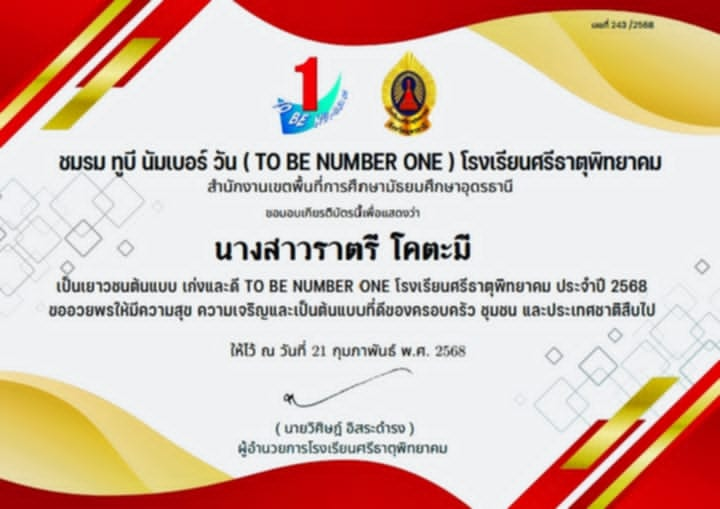 เลขที่ 243 /2568
1
TO BE NUMBER ONE
ชมรม ทูบี นัมเบอร์ วัน ( TO BE NUMBER ONE ) โรงเรียนศรีธาตุพิทยาคม
สำนักงานเขตพื้นที่การศึกษามัธยมศึกษาอุดรธานี
ขอมอบเกียรติบัตรนี้เพื่อแสดงว่า
นางสาวราตรี โคตะมี
เป็นเยาวชนต้นแบบ เก่งและดี TO BE NUMBER ONE โรงเรียนศรีธาตุพิทยาคม ประจำปี 2568
ขออวยพรให้มีความสุข ความเจริญและเป็นต้นแบบที่ดีของครอบครัว ชุมชน และประเทศชาติสืบไป
ให้ไว้ ณ วันที่ 21 กุมภาพันธ์ พ.ศ. 2568
( นายวิศิษฎ์ อิสระดำรง )
ผู้อำนวยการโรงเรียนศรีธาตุพิทยาคม